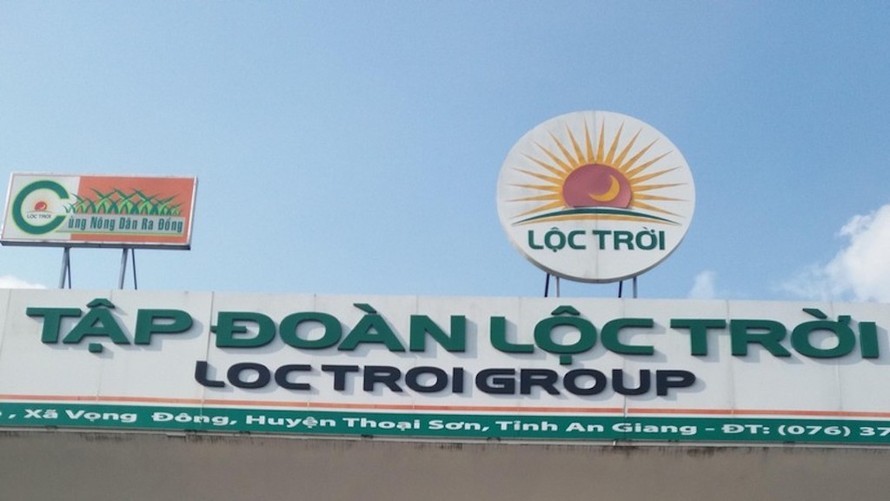 LỘC TRỜI
LỘC TRỜI
Cùng Nông Dân Ra Đồng
TẬP ĐOÀN LỘC TRỜI
LOC TROI GROUP
, Xã Vọng Đông, Huyện Thoại Sơn, Tỉnh An Giang - ĐT: (076) 37